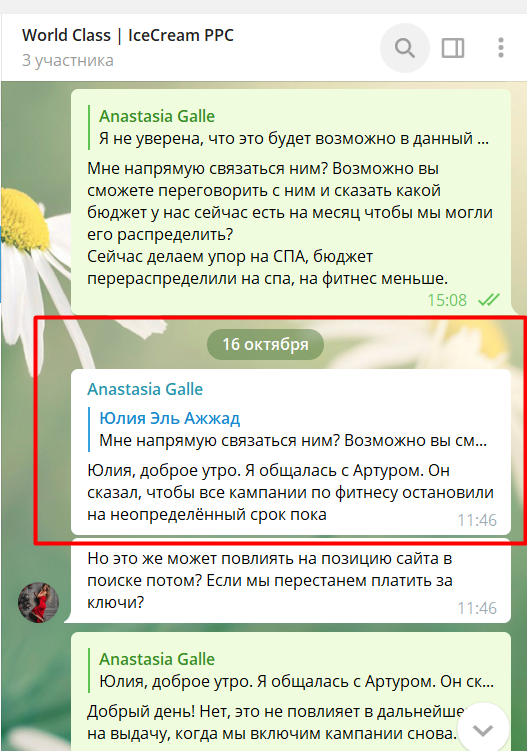 World Class | IceCream PPC
3 участника
Anastasia Galle
Я не уверена, что это будет возможно в данный ...
Мне напрямую связаться ним? Возможно вы
сможете переговорить с ним и сказать какой
бюджет у нас сейчас есть на месяц чтобы мы могли
его распределить?
Сейчас делаем упор на СПА, бюджет
перераспределили на спа, на фитнес меньше.
15:08
16 октября
Anastasia Galle
Юлия Эль Ажжад
Мне напрямую связаться ним? Возможно вы см...
Юлия, доброе утро. Я общалась с Артуром. Он
сказал, чтобы все кампании по фитнесу остановили
на неопределённый срок пока
11:46
Но это же может повлиять на позицию сайта в
поиске потом? Если мы перестанем платить за
ключи?
11:46
Anastasia Galle
Юлия, доброе утро. Я общалась с Артуром. Он ск...
Добрый день! Нет, это не повлияет в дальнейше
на выдачу, когда мы включим кампании снова.